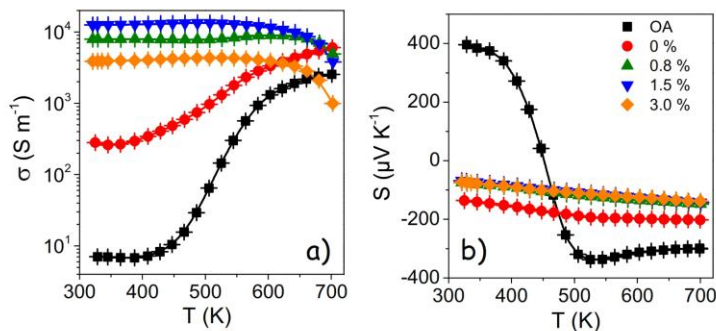 10⁴
10³
10²
10¹
σ (S m⁻¹)
a)
300 400 500 600 700
T (K)
400
200
0
-200
-400
S (µV K⁻¹)
OA
0 %
0.8 %
1.5 %
3.0 %
b)
300 400 500 600 700
T (K)